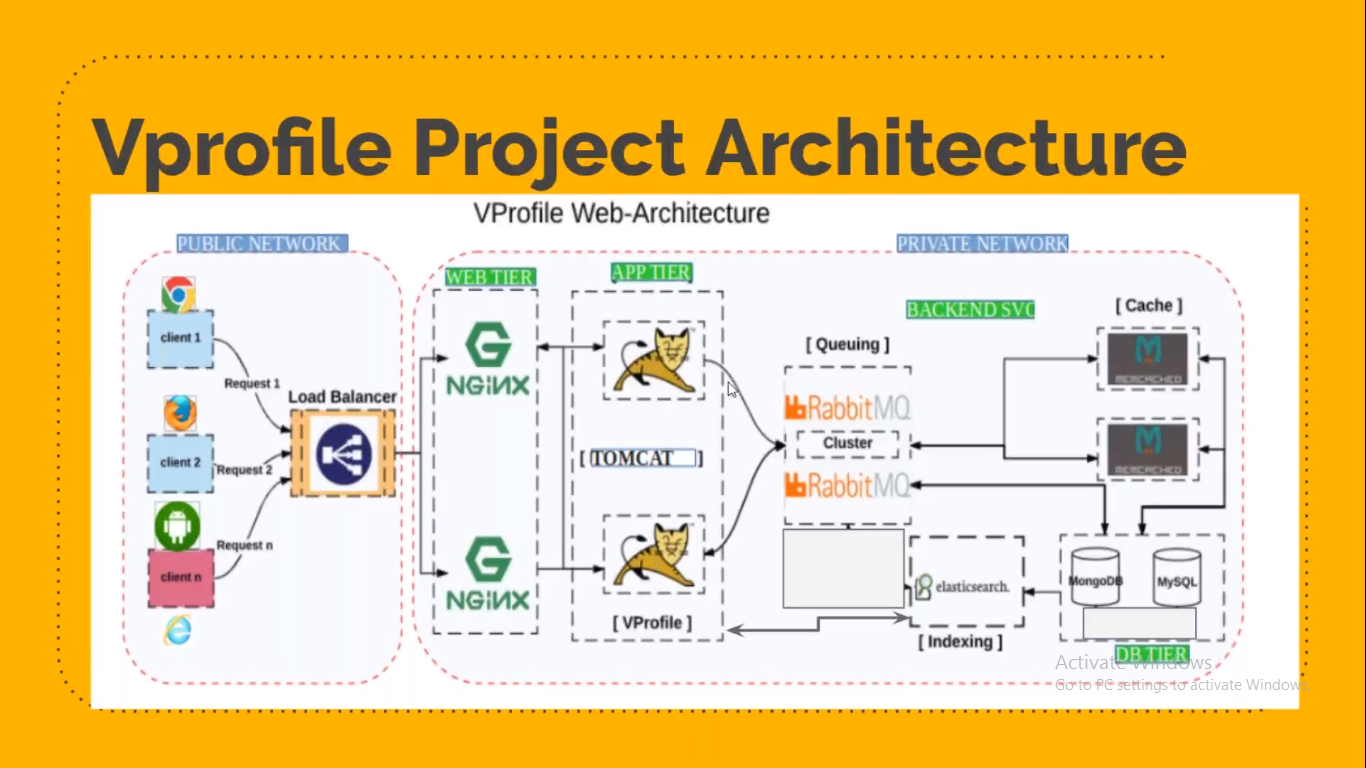 Vprofile Project Architecture
VProfile Web-Architecture
PUBLIC NETWORK
PRIVATE NETWORK
WEB TIER
APP TIER
BACKEND SVC
[ Cache ]
client 1
Request 1
Load Balancer
client 2
Request 2
Request n
client n
NGINX
NGINX
[ TOMCAT ]
[ VProfile ]
[ Queuing ]
RabbitMQ
Cluster
RabbitMQ
MEMCACHED
MEMCACHED
elasticsearch.
[ Indexing ]
MongoDB
MySQL
DB TIER
Activate Windows
Go to PC settings to activate Windows.